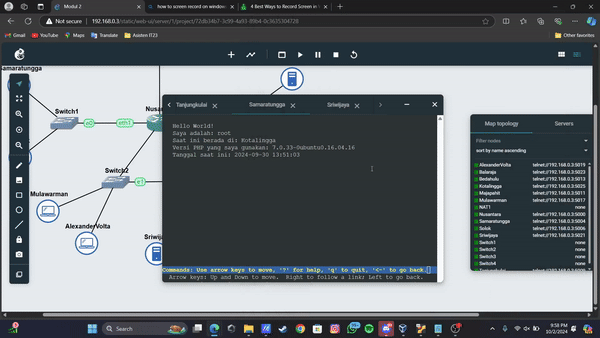 Modul 2
how to screen record on window
4 Best Ways to Record Screen in
Not secure
192.168.0.3/static/web-ui/server/1/project/72db34b7-3c99-4a93-89b4-0c3635304728
Gmail
YouTube
Maps
Translate
Asisten IT23
Other favorites
Samaratungga
Switch1
e0
eth1
Nusa
Switch2
e1
Mulawarman
AlexanderVolta
Sriwij
Tanjungkulai
Samaratungga
Sriwijaya
Hello World!
Saya adalah: root
Saat ini berada di: Kotalingga
Versi PHP yang saya gunakan: 7.0.33-0ubuntu0.16.04.16
Tanggal saat ini: 2024-09-30 13:51:03
Commands: Use arrow keys to move, '?' for help, 'q' to quit, '<-' to go back.
Arrow keys: Up and Down to move. Right to follow a link; Left to go back.
Map topology
Servers
Filter nodes
sort by name ascending
AlexanderVolta telnet://192.168.0.3:5019
Balaraja telnet://192.168.0.3:5023
Bedahulu telnet://192.168.0.3:5013
Kotalingga telnet://192.168.0.3:5025
Majapahit telnet://192.168.0.3:5011
Mulawarman telnet://192.168.0.3:5017
NAT1 none
Nusantara telnet://192.168.0.3:5000
Samaratungga telnet://192.168.0.3:5004
Solok telnet://192.168.0.3:5006
Sriwijaya telnet://192.168.0.3:5021
Switch1 none
Switch2 none
Switch3 none
Switch4 none
Search
9:58 PM
10/2/2024